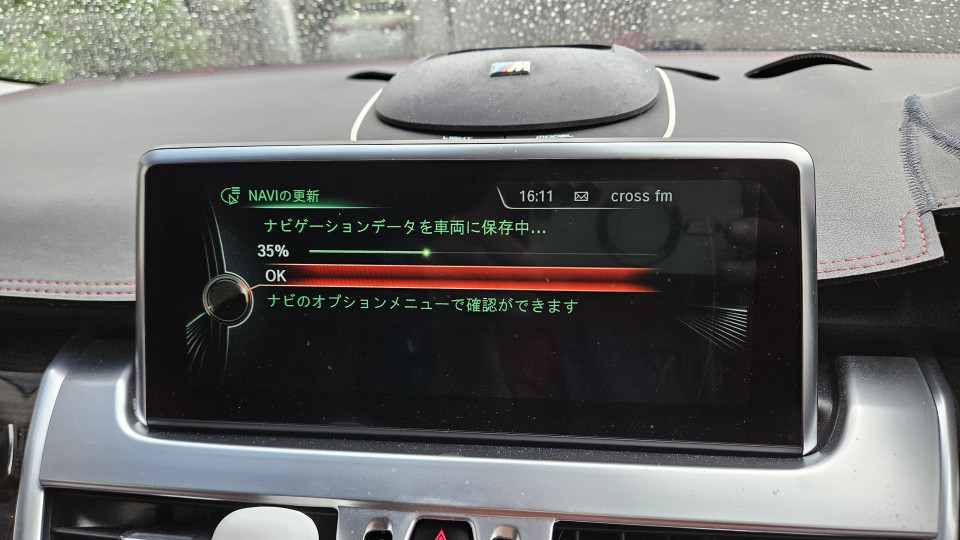 M
NAVIの更新
16:11 cross fm
ナビゲーションデータを車両に保存中...
35%
OK
ナビのオプションメニューで確認ができます